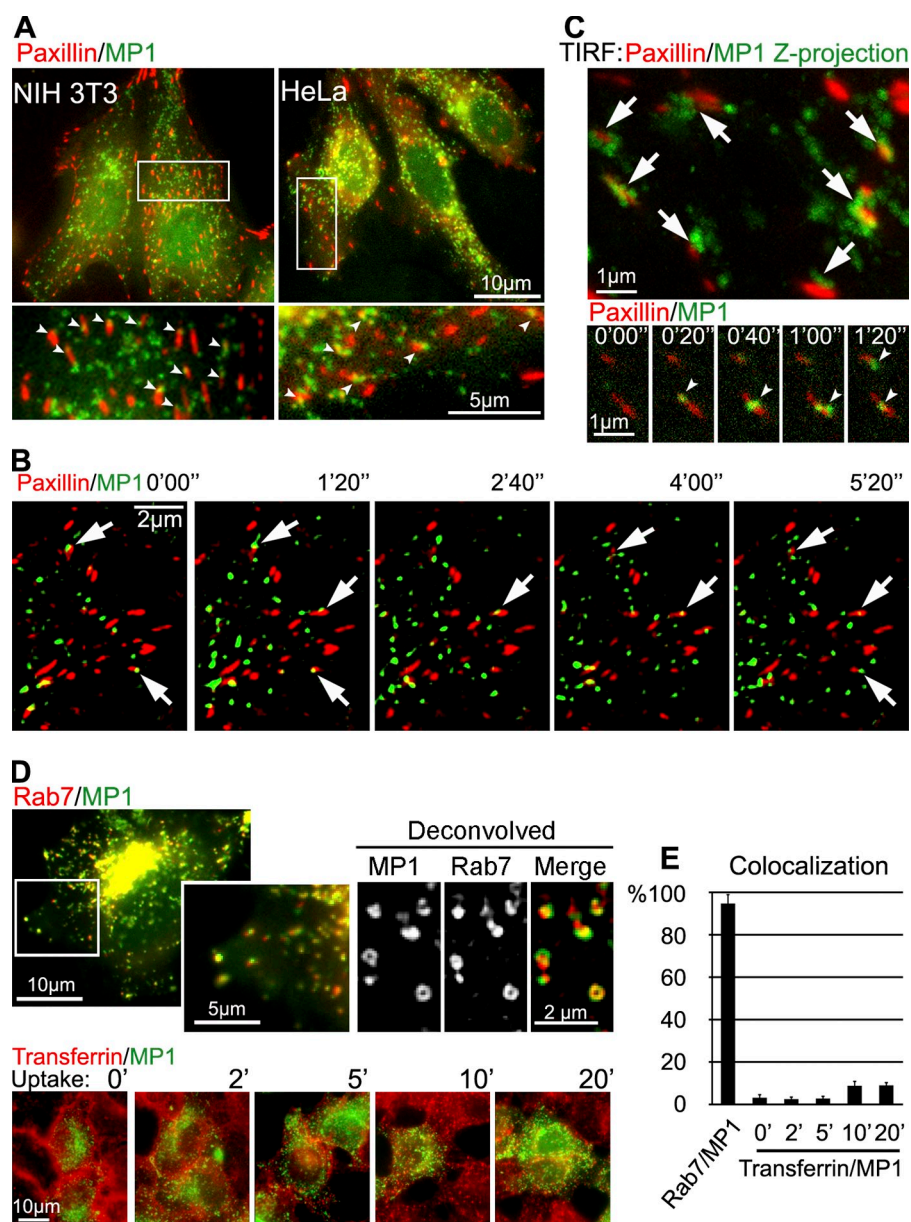 A
Paxillin/MP1
NIH 3T3
HeLa
10µm
5µm
C
TIRF:Paxillin/MP1 Z-projection
1µm
Paxillin/MP1
0'00'' 0'20'' 0'40'' 1'00'' 1'20''
1µm
B
Paxillin/MP1 0'00'' 1'20'' 2'40'' 4'00'' 5'20''
2µm
D
Rab7/MP1
10µm
5µm
Deconvolved
MP1 Rab7 Merge
2 µm
Transferrin/MP1
Uptake: 0' 2' 5' 10' 20'
10µm
E
Colocalization
%100
80
60
40
20
0
Rab7/MP1
0' 2' 5' 10' 20'
Transferrin/MP1